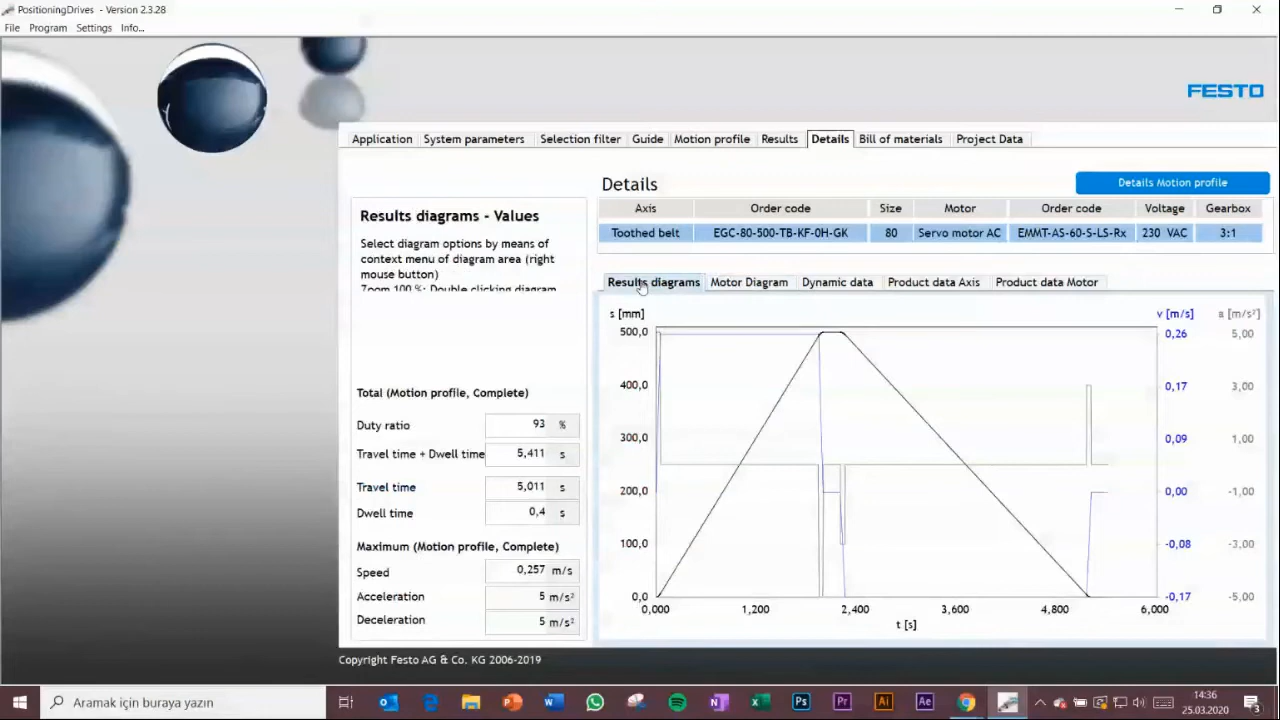 PositioningDrives - Version 2.3.28
File Program Settings Info...
FESTO
Application System parameters Selection filter Guide Motion profile Results Details Bill of materials Project Data
Details
Details Motion profile
Axis Order code Size Motor Order code Voltage Gearbox
Toothed belt EGC-80-500-TB-KF-0H-GK 80 Servo motor AC EMMT-AS-60-S-LS-Rx 230 VAC 3:1
Results diagrams - Values
Select diagram options by means of
context menu of diagram area (right
mouse button)
Zoom 100 %: Double clicking diagram
Total (Motion profile, Complete)
Duty ratio 93 %
Travel time + Dwell time 5,411 s
Travel time 5,011 s
Dwell time 0,4 s
Maximum (Motion profile, Complete)
Speed 0,257 m/s
Acceleration 5 m/s²
Deceleration 5 m/s²
Results diagrams Motor Diagram Dynamic data Product data Axis Product data Motor
s [mm] v [m/s] a [m/s²]
500,0 0,26 5,00
400,0 0,17 3,00
300,0 0,09 1,00
200,0 0,00 -1,00
100,0 -0,08 -3,00
0,0 -0,17 -5,00
0,000 1,200 2,400 3,600 4,800 6,000
t [s]
Copyright Festo AG & Co. KG 2006-2019
Aramak için buraya yazın
14:36
25.03.2020
3